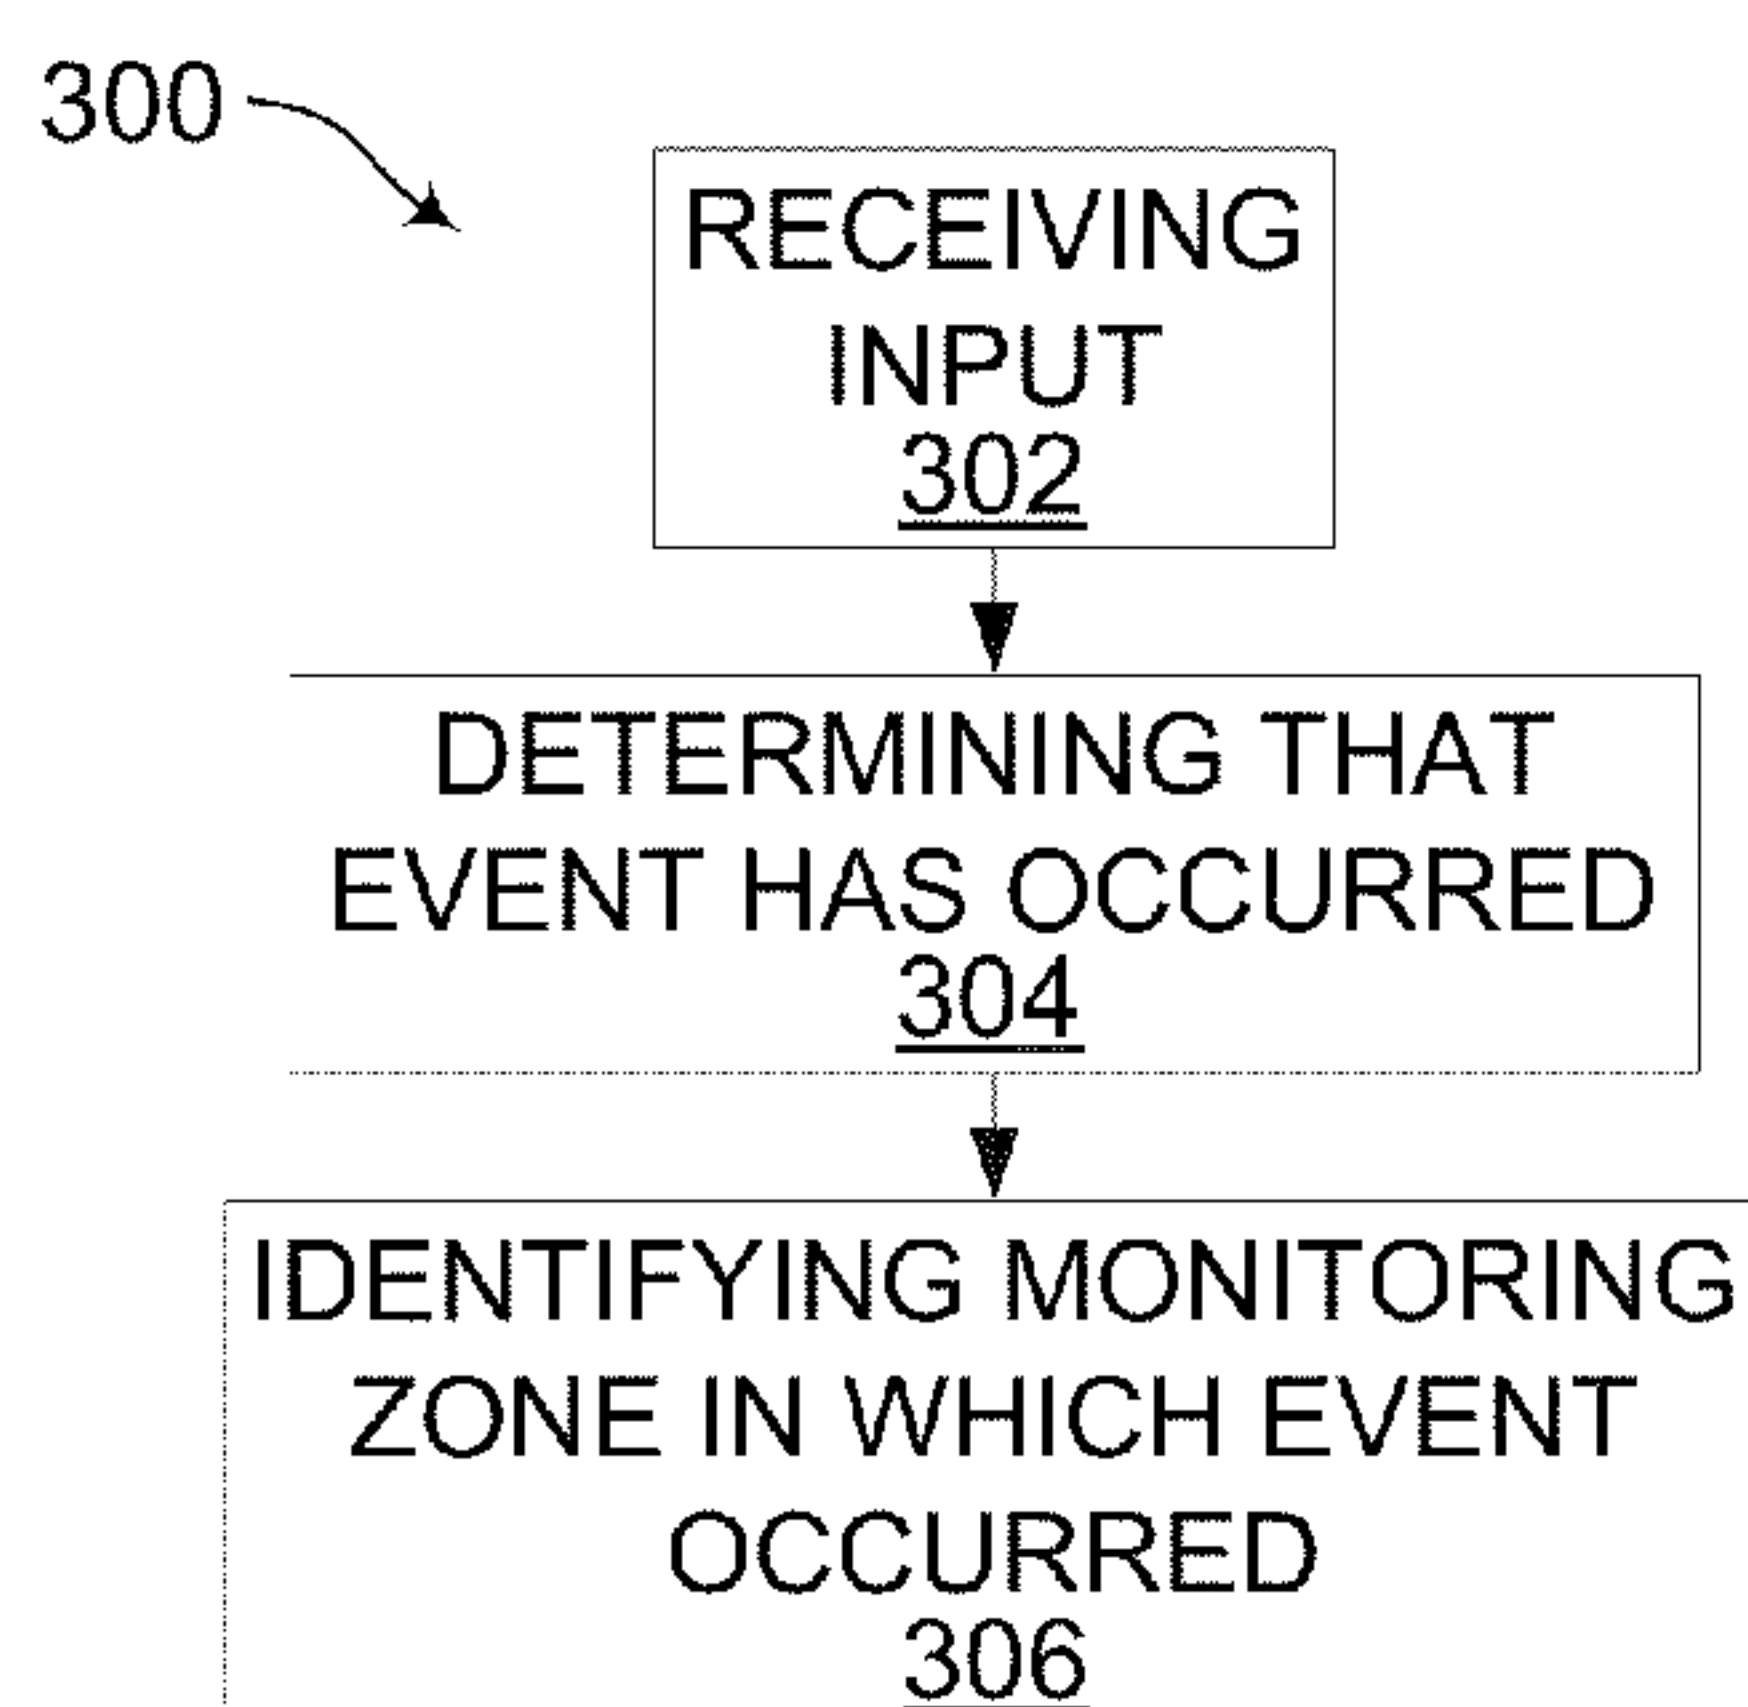 300
RECEIVING
INPUT
302
DETERMINING THAT
EVENT HAS OCCURRED
304
IDENTIFYING MONITORING
ZONE IN WHICH EVENT
OCCURRED
306